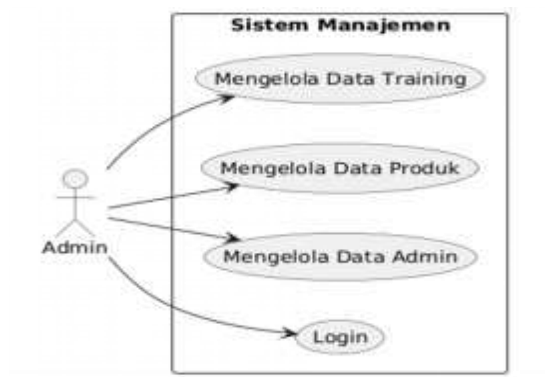 Sistem Manajemen
Mengelola Data Training
Mengelola Data Produk
Admin
Mengelola Data Admin
Login